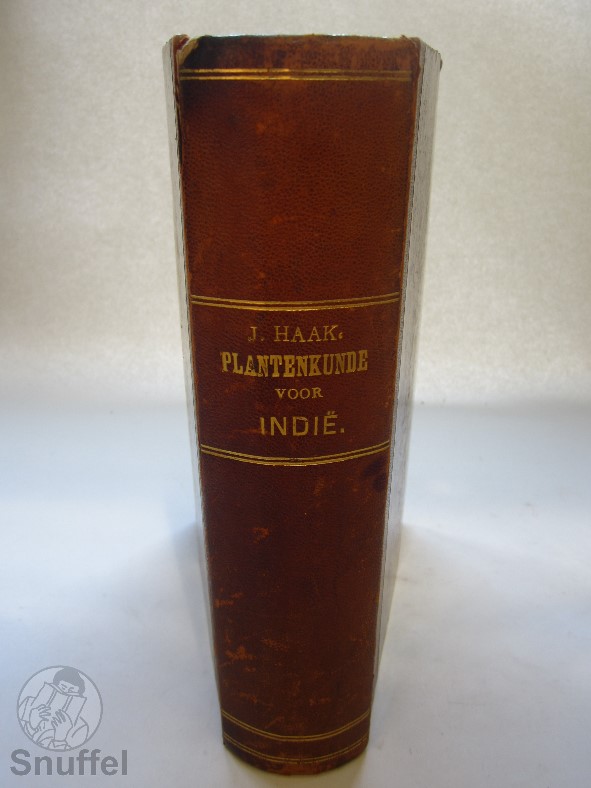 J. HAAK.
PLANTENKUNDE
VOOR
INDIË.
Snuffel